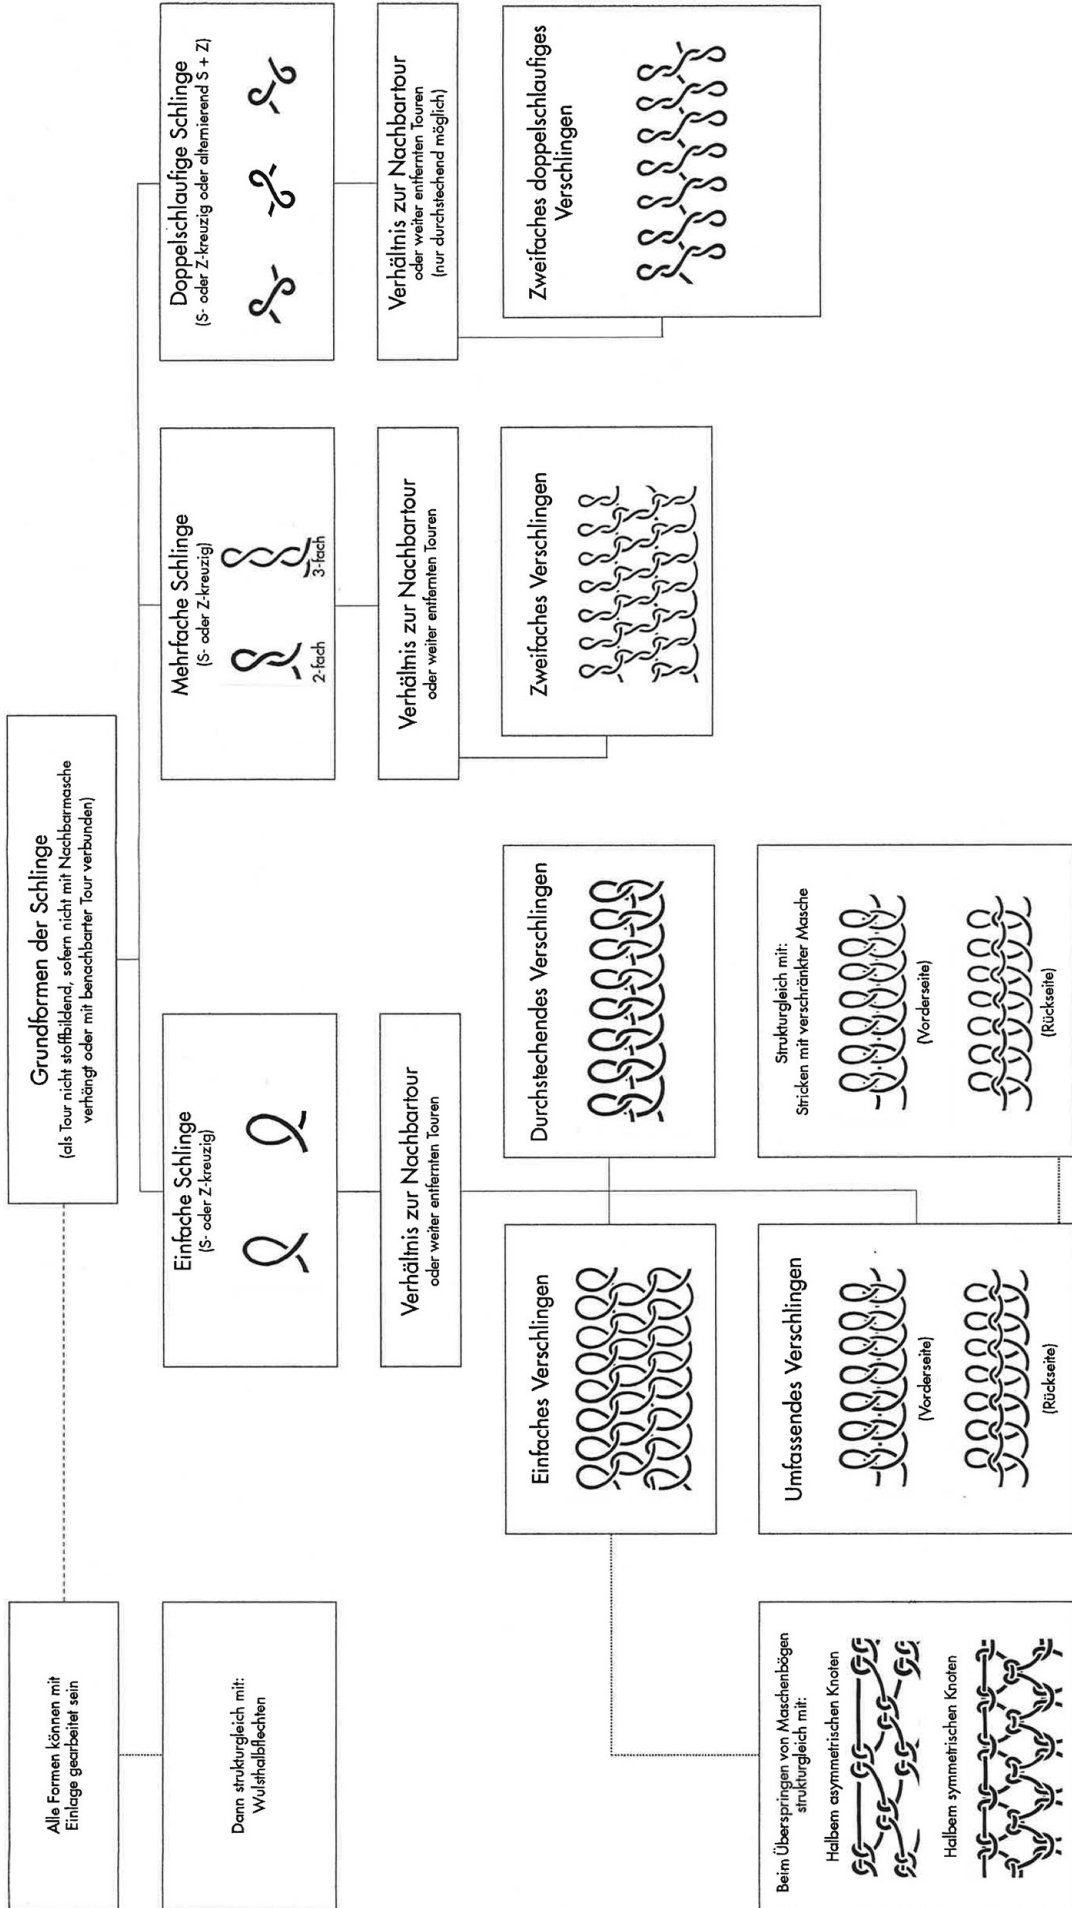 Grundformen der Schlinge
(als Tour nicht stoffbildend, sofern nicht mit Nachbarmasche
verhängt oder mit benachbarter Tour verbunden)
Alle Formen können mit
Einlage gearbeitet sein
Dann strukturgleich mit:
Wulsthalbflechten
Einfache Schlinge
(S- oder Z-kreuzig)
Mehrfache Schlinge
(S- oder Z-kreuzig)
2-fach
3-fach
Doppelschlaufige Schlinge
(S- oder Z-kreuzig oder alternierend S + Z)
Verhältnis zur Nachbartour
oder weiter entfernten Touren
Verhältnis zur Nachbartour
oder weiter entfernten Touren
Verhältnis zur Nachbartour
oder weiter entfernten Touren
(nur durchstechend möglich)
Einfaches Verschlingen
Durchstechendes Verschlingen
Zweifaches Verschlingen
Zweifaches doppelschlaufiges
Verschlingen
Beim Überspringen von Maschenbögen
strukturgleich mit:
Halbem asymmetrischen Knoten
Halbem symmetrischen Knoten
Umfassendes Verschlingen
(Vorderseite)
(Rückseite)
Strukturgleich mit:
Stricken mit verschränkter Masche
(Vorderseite)
(Rückseite)